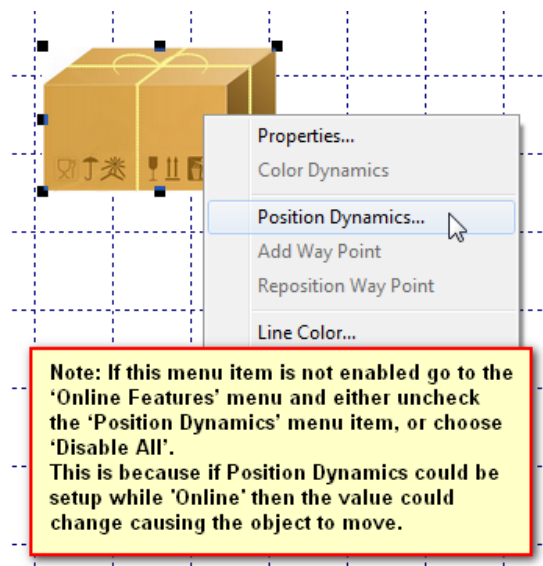 Properties...
Color Dynamics
Position Dynamics...
Add Way Point
Reposition Way Point
Line Color...
Note: If this menu item is not enabled go to the
‘Online Features’ menu and either uncheck
the ‘Position Dynamics’ menu item, or choose
‘Disable All’.
This is because if Position Dynamics could be
setup while 'Online' then the value could
change causing the object to move.